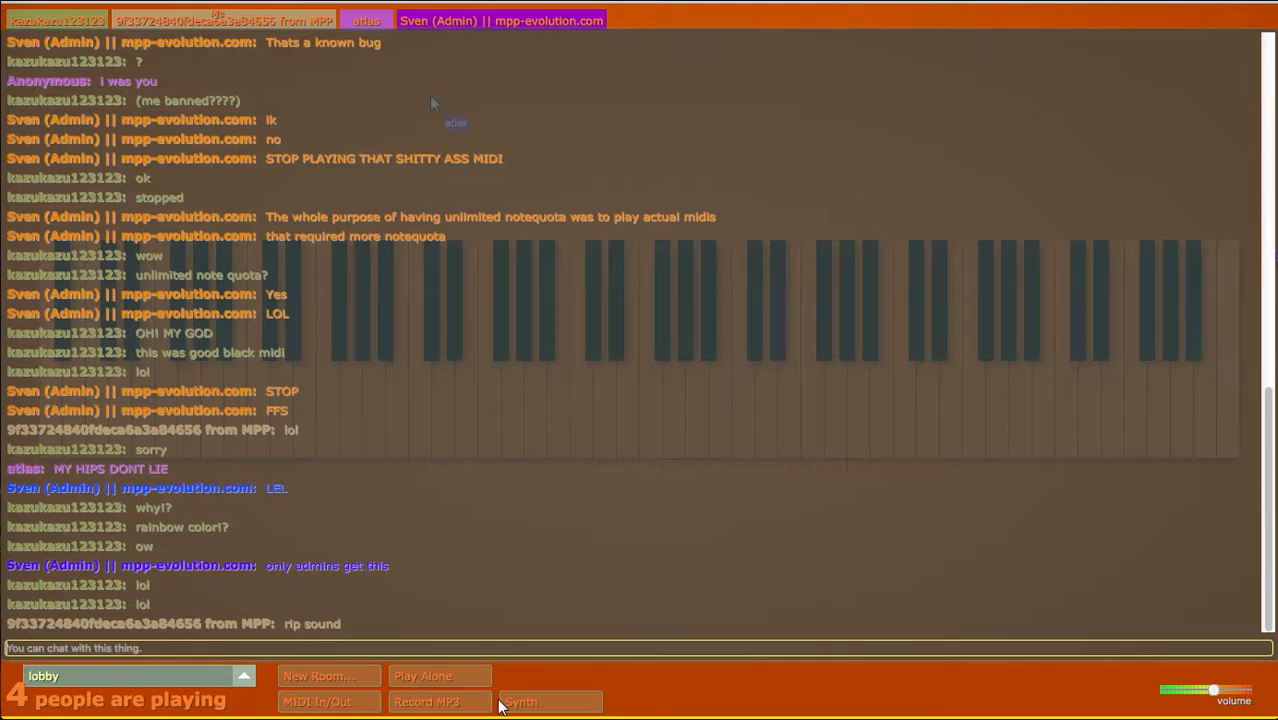 kazukazu123123
Me
9f33724840fdeca6a3a84656 from MPP
atlas
Sven (Admin) || mpp-evolution.com
Sven (Admin) || mpp-evolution.com: Thats a known bug
kazukazu123123: ?
Anonymous: i was you
kazukazu123123: (me banned????)
atlas
Sven (Admin) || mpp-evolution.com: Ik
Sven (Admin) || mpp-evolution.com: no
Sven (Admin) || mpp-evolution.com: STOP PLAYING THAT SHITTY ASS MIDI
kazukazu123123: ok
kazukazu123123: stopped
Sven (Admin) || mpp-evolution.com: The whole purpose of having unlimited notequota was to play actual midis
Sven (Admin) || mpp-evolution.com: that required more notequota
kazukazu123123: wow
kazukazu123123: unlimited note quota?
Sven (Admin) || mpp-evolution.com: Yes
Sven (Admin) || mpp-evolution.com: LOL
kazukazu123123: OH! MY GOD
kazukazu123123: this was good black midi
kazukazu123123: lol
Sven (Admin) || mpp-evolution.com: STOP
Sven (Admin) || mpp-evolution.com: FFS
9f33724840fdeca6a3a84656 from MPP: lol
kazukazu123123: sorry
atlas: MY HIPS DONT LIE
Sven (Admin) || mpp-evolution.com: LEL
kazukazu123123: why!?
kazukazu123123: rainbow color!?
kazukazu123123: ow
Sven (Admin) || mpp-evolution.com: only admins get this
kazukazu123123: lol
kazukazu123123: lol
9f33724840fdeca6a3a84656 from MPP: rip sound
You can chat with this thing.
lobby
New Room...
Play Alone
4 people are playing
MIDI In/Out
Record MP3
Synth
volume